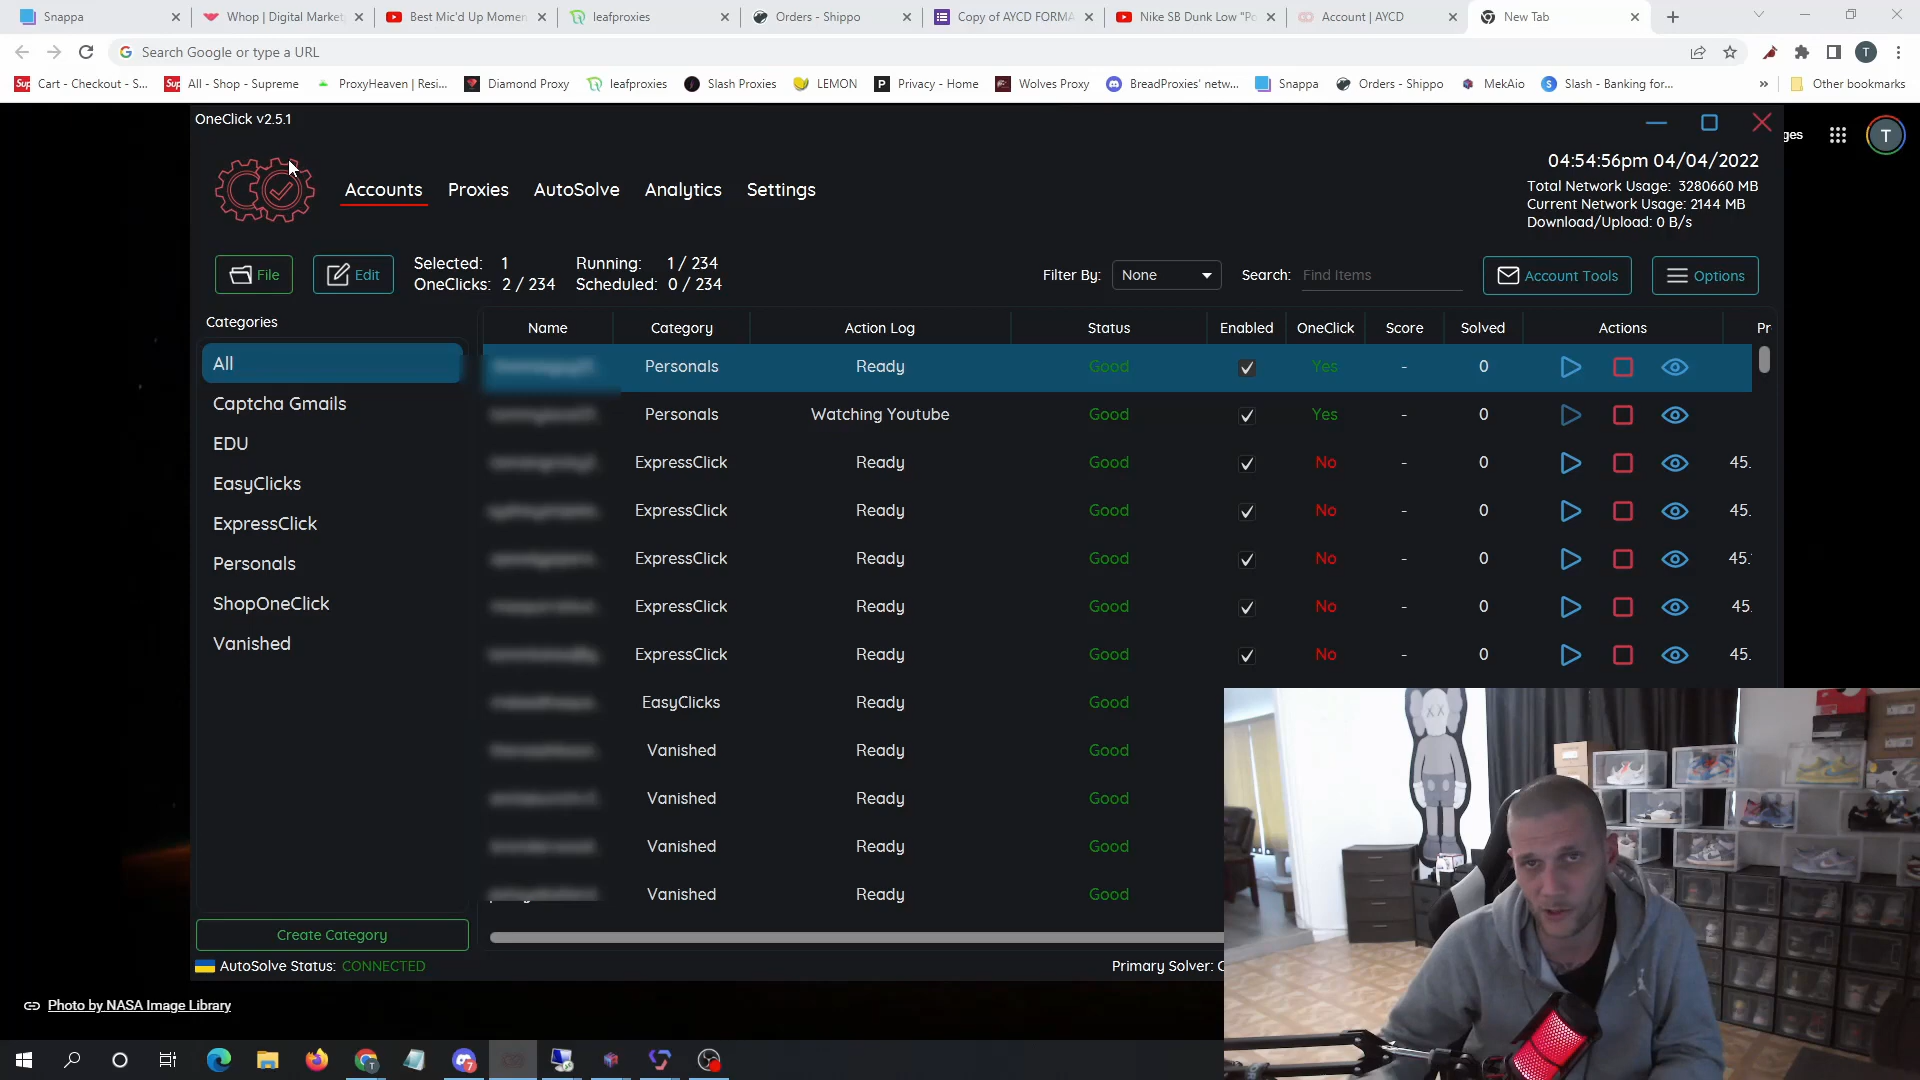 Snappa
Whop | Digital Market
Best Mic'd Up Momen
leafproxies
Orders - Shippo
Copy of AYCD FORMA
Nike SB Dunk Low "Po
Account | AYCD
New Tab
Search Google or type a URL
T
Cart - Checkout - S...
All - Shop - Supreme
ProxyHeaven | Resi...
Diamond Proxy
leafproxies
Slash Proxies
LEMON
Privacy - Home
Wolves Proxy
BreadProxies' netw...
Snappa
Orders - Shippo
MekAio
Slash - Banking for...
Other bookmarks
OneClick v2.5.1
ges
T
Accounts
Proxies
AutoSolve
Analytics
Settings
04:54:56pm 04/04/2022
Total Network Usage: 3280660 MB
Current Network Usage: 2144 MB
Download/Upload: 0 B/s
File
Edit
Selected: 1
OneClicks: 2 / 234
Running: 1 / 234
Scheduled: 0 / 234
Filter By:
None
Search:
Find Items
Account Tools
Options
Categories
All
Captcha Gmails
EDU
EasyClicks
ExpressClick
Personals
ShopOneClick
Vanished
Create Category
Name Category Action Log Status Enabled OneClick Score Solved Actions Pr
Personals Ready Good Yes - 0
Personals Watching Youtube Good Yes - 0
ExpressClick Ready Good No - 0 45.
ExpressClick Ready Good No - 0 45.
ExpressClick Ready Good No - 0 45.
ExpressClick Ready Good No - 0 45.
ExpressClick Ready Good No - 0 45.
EasyClicks Ready Good
Vanished Ready Good
Vanished Ready Good
Vanished Ready Good
Vanished Ready Good
AutoSolve Status: CONNECTED
Primary Solver: C
Photo by NASA Image Library